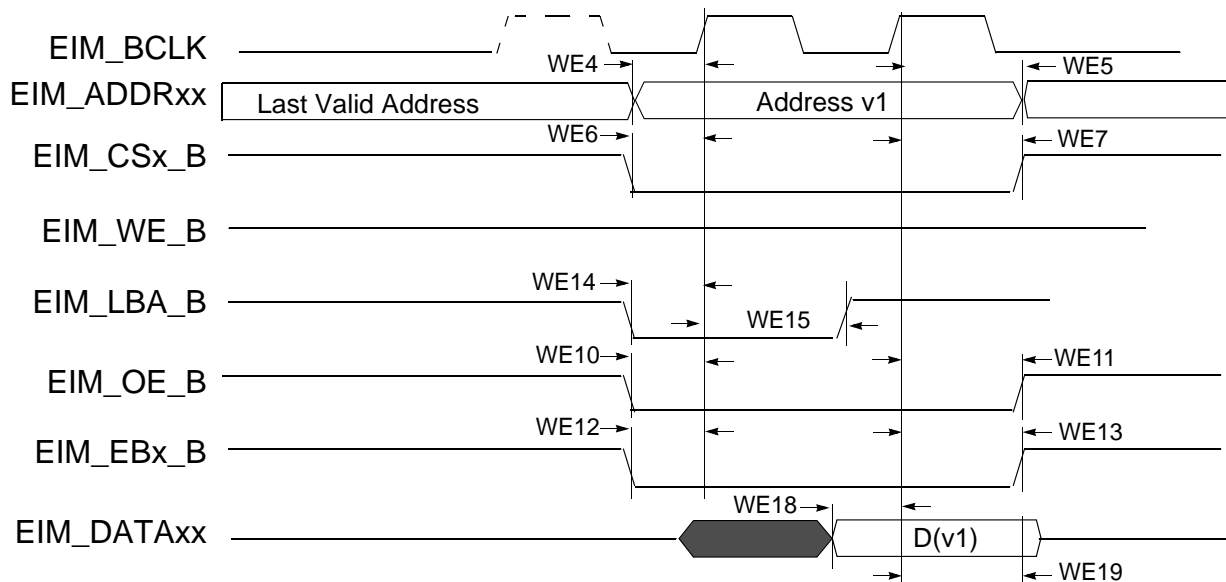 EIM_BCLK
WE4
WE5
EIM_ADDRxx
Last Valid Address
Address v1
WE6
WE7
EIM_CSx_B
EIM_WE_B
WE14
EIM_LBA_B
WE15
WE10
WE11
EIM_OE_B
WE12
WE13
EIM_EBx_B
WE18
EIM_DATAxx
D(v1)
WE19